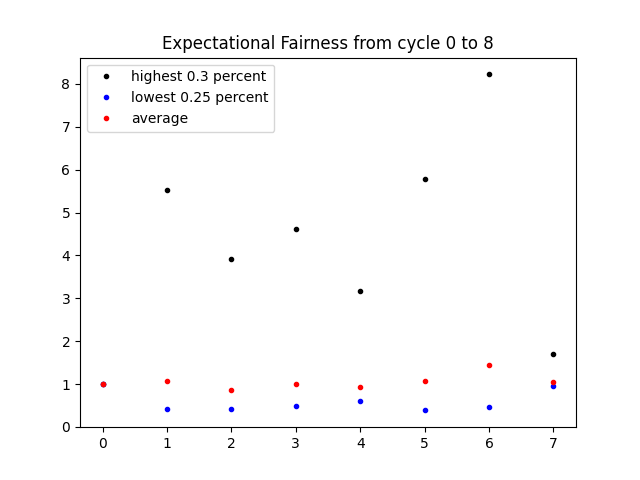 Expectational Fairness from cycle 0 to 8
highest 0.3 percent
lowest 0.25 percent
average
8
7
6
5
4
3
2
1
0
0 1 2 3 4 5 6 7